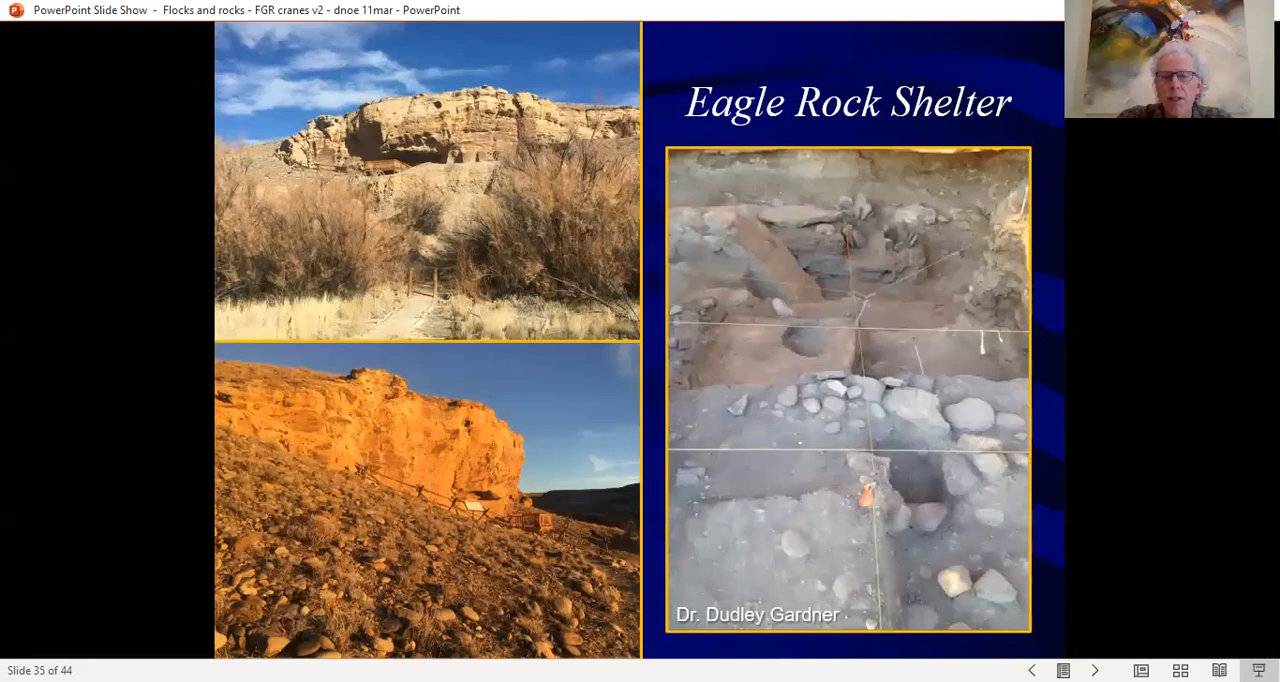 PowerPoint Slide Show - Flocks and rocks - FGR cranes v2 - dnoe 11mar - PowerPoint
Eagle Rock Shelter
Dr. Dudley Gardner
Slide 35 of 44